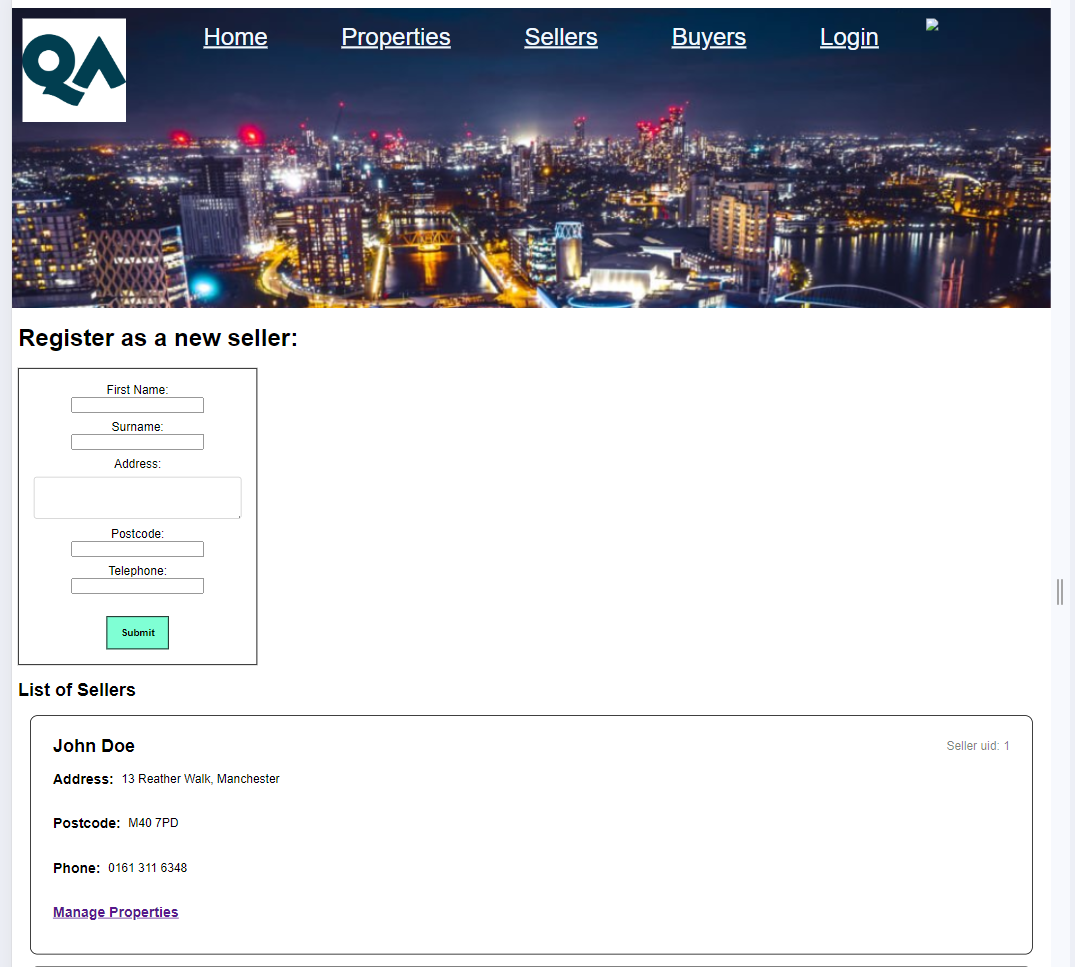 QA
Home Properties Sellers Buyers Login
Register as a new seller:
First Name:
Surname:
Address:
Postcode:
Telephone:
Submit
List of Sellers
John Doe
Seller uid: 1
Address: 13 Reather Walk, Manchester
Postcode: M40 7PD
Phone: 0161 311 6348
Manage Properties